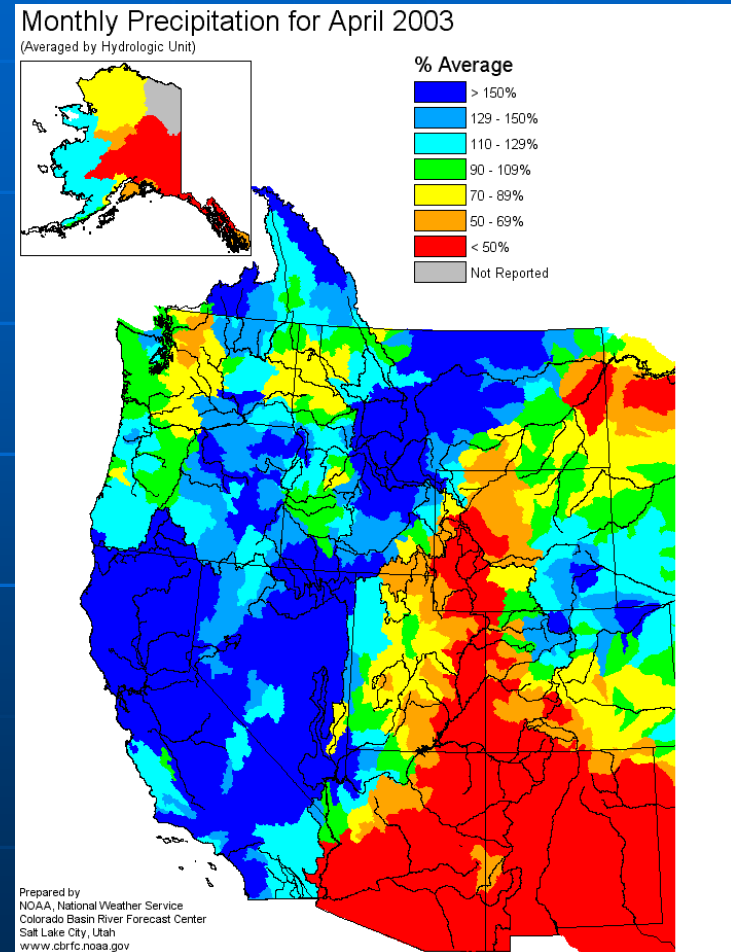 Monthly Precipitation for April 2003
(Averaged by Hydrologic Unit)
% Average
> 150%
129 - 150%
110 - 129%
90 - 109%
70 - 89%
50 - 69%
< 50%
Not Reported
Prepared by
NOAA, National Weather Service
Colorado Basin River Forecast Center
Salt Lake City, Utah
www.cbrfc.noaa.gov